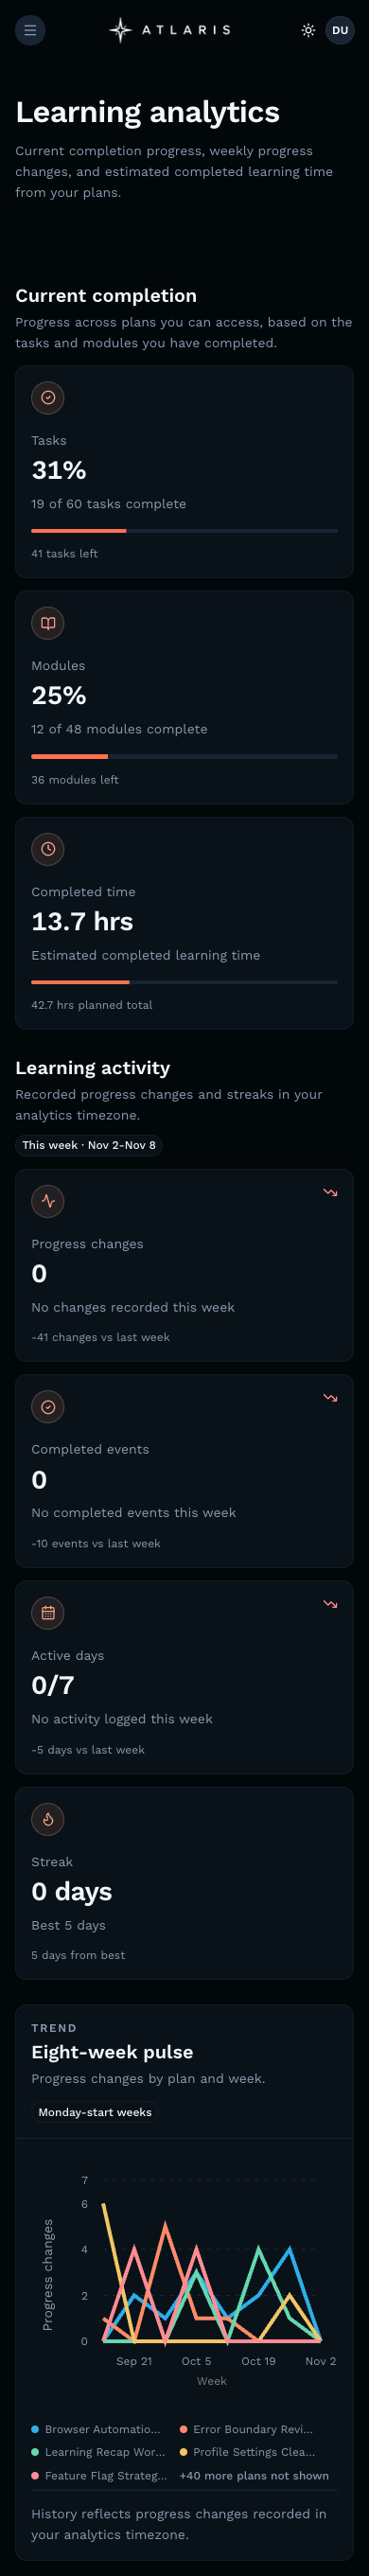 ATLARIS
DU
Learning analytics
Current completion progress, weekly progress
changes, and estimated completed learning time
from your plans.
Current completion
Progress across plans you can access, based on the
tasks and modules you have completed.
Tasks
31%
19 of 60 tasks complete
41 tasks left
Modules
25%
12 of 48 modules complete
36 modules left
Completed time
13.7 hrs
Estimated completed learning time
42.7 hrs planned total
Learning activity
Recorded progress changes and streaks in your
analytics timezone.
This week · Nov 2-Nov 8
Progress changes
0
No changes recorded this week
-41 changes vs last week
Completed events
0
No completed events this week
-10 events vs last week
Active days
0/7
No activity logged this week
-5 days vs last week
Streak
0 days
Best 5 days
5 days from best
TREND
Eight-week pulse
Progress changes by plan and week.
Monday-start weeks
Progress changes
7
6
4
2
0
Sep 21 Oct 5 Oct 19 Nov 2
Week
Browser Automatio... Error Boundary Revi...
Learning Recap Wor... Profile Settings Clea...
Feature Flag Strateg... +40 more plans not shown
History reflects progress changes recorded in
your analytics timezone.